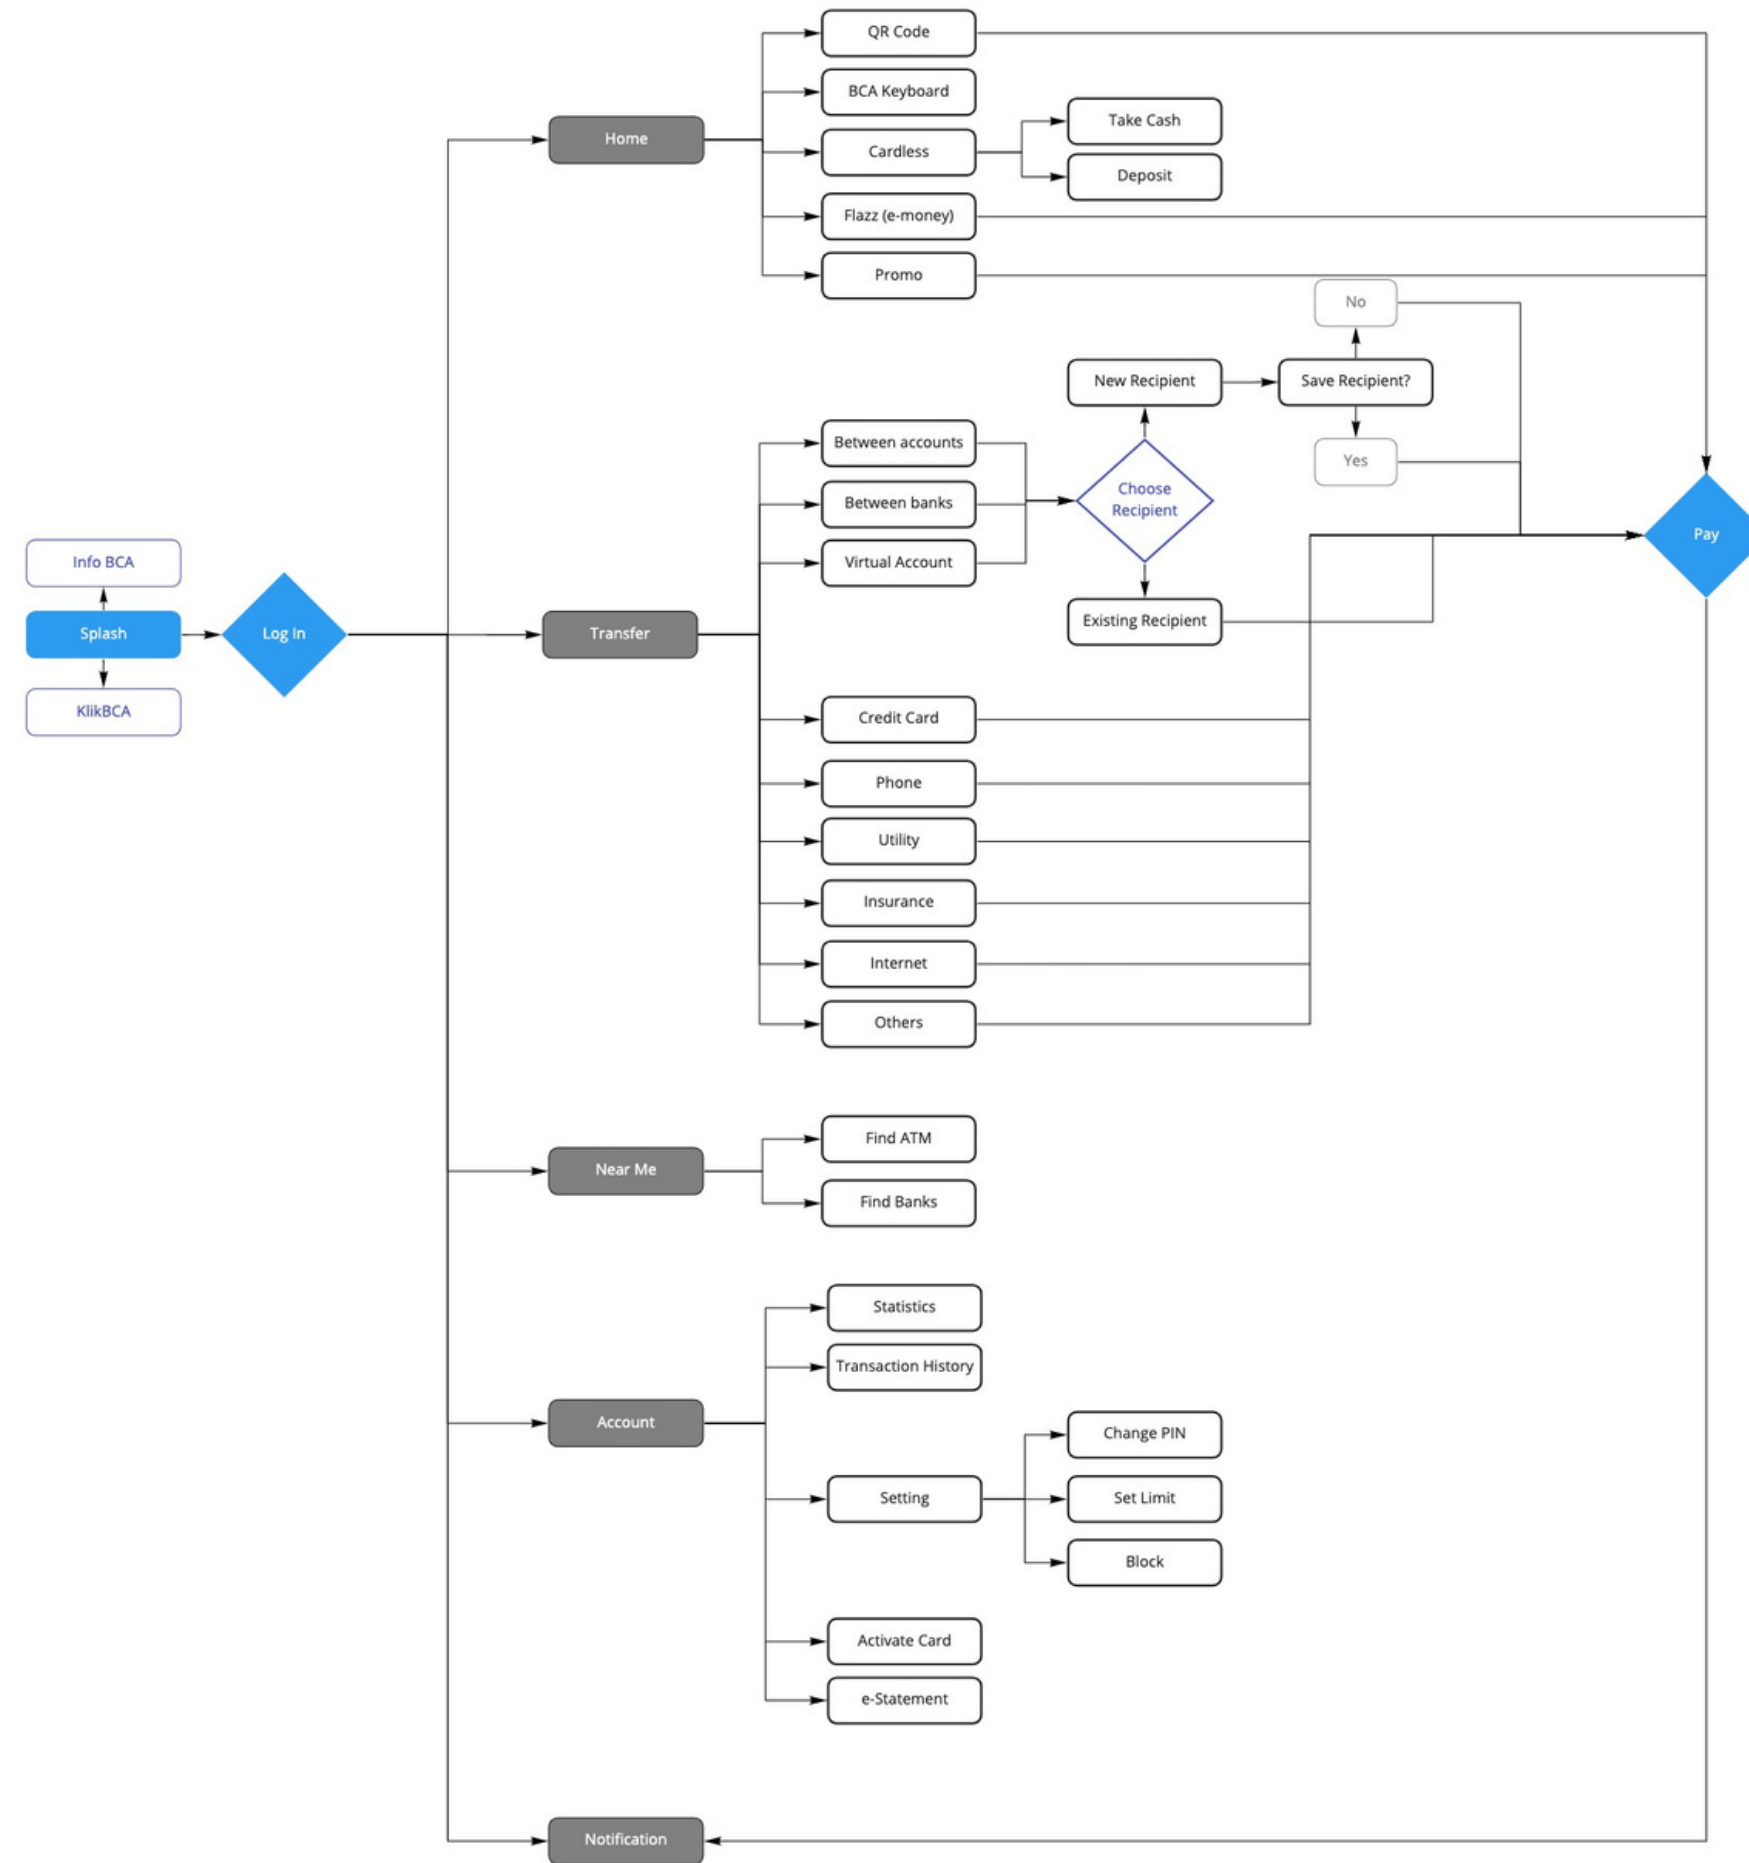 QR Code
BCA Keyboard
Take Cash
Home
Cardless
Deposit
Flazz (e-money)
Promo
No
New Recipient
Save Recipient?
Between accounts
Yes
Choose
Recipient
Between banks
Pay
Virtual Account
Info BCA
Existing Recipient
Splash
Log In
Transfer
KlikBCA
Credit Card
Phone
Utility
Insurance
Internet
Others
Find ATM
Near Me
Find Banks
Statistics
Transaction History
Account
Change PIN
Setting
Set Limit
Block
Activate Card
e-Statement
Notification